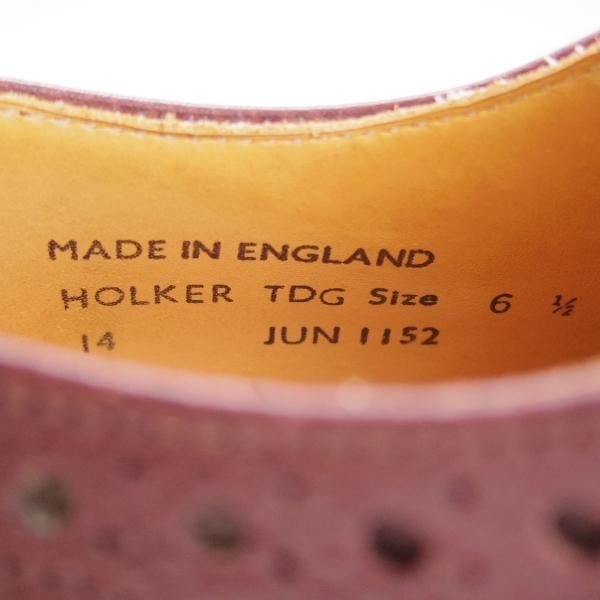 MADE IN ENGLAND
HOLKER TDG Size 6 ½
14 JUN 1152